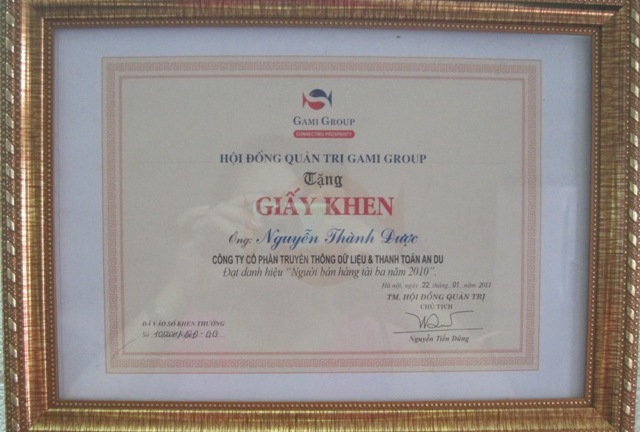 GAMI GROUP
CONNECTING PROSPERITY
HỘI ĐỒNG QUẢN TRỊ GAMI GROUP
Tặng
GIẤY KHEN
Ông: Nguyễn Thành Được
CÔNG TY CỔ PHẦN TRUYỀN THÔNG DỮ LIỆU & THANH TOÁN AN DU
Đạt danh hiệu "Người bán hàng tài ba năm 2010".
Hà nội, ngày 22 tháng 01 năm 2011
TM. HỘI ĐỒNG QUẢN TRỊ
CHỦ TỊCH
ĐÃ VÀO SỔ KHEN THƯỞNG
Số
Nguyễn Tiến Dũng